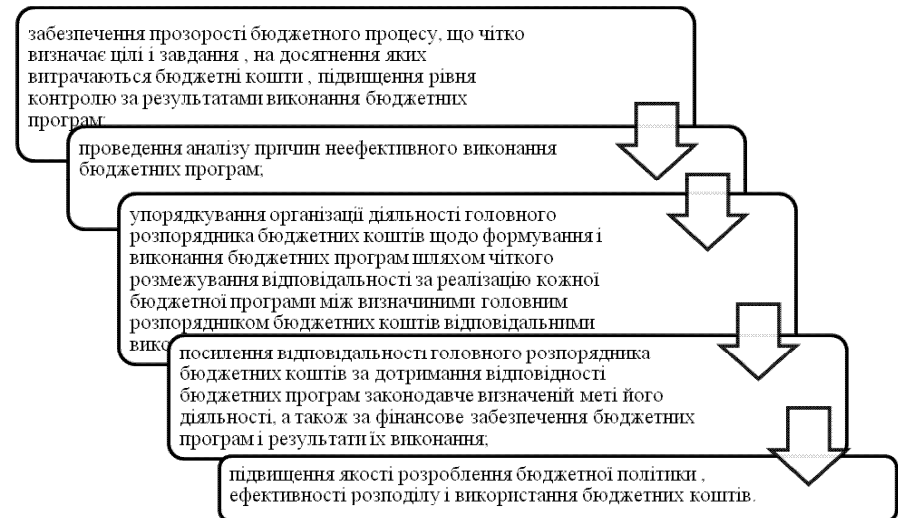 забезпечення прозорості бюджетного процесу, що чітко
визначає цілі і завдання , на досягнення яких
витрачаються бюджетні кошти , підвищення рівня
контролю за результатами виконання бюджетних
програм;
проведення аналізу причин неефективного виконання
бюджетних програм;
упорядкування організації діяльності головного
розпорядника бюджетних коштів щодо формування і
виконання бюджетних програм шляхом чіткого
розмежування відповідальності за реалізацію кожної
бюджетної програми між визначиними головним
розпорядником бюджетних коштів відповідальними
посилення відповідальності головного розпорядника
бюджетних коштів за дотримання відповідності
бюджетних програм законодавче визначеній меті його
діяльності, а також за фінансове забезпечення бюджетних
програм і результати їх виконання;
підвищення якості розроблення бюджетної політики ,
ефективності розподілу і використання бюджетних коштів.